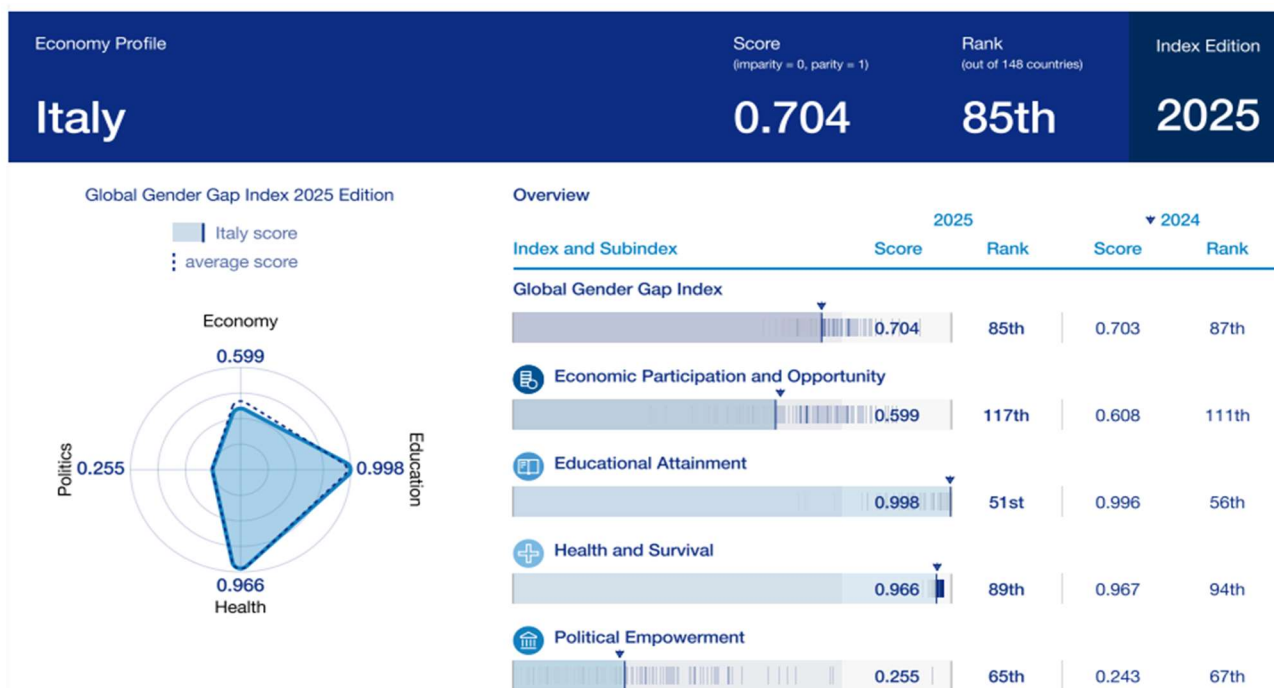 Economy Profile
Italy
Score
(imparity = 0, parity = 1)
0.704
Rank
(out of 148 countries)
85th
Index Edition
2025
Global Gender Gap Index 2025 Edition
Italy score
average score
Economy
0.599
Politics
0.255
0.998
Education
0.966
Health
Overview
2025
2024
Index and Subindex Score Rank Score Rank
Global Gender Gap Index
0.704 85th 0.703 87th
Economic Participation and Opportunity
0.599 117th 0.608 111th
Educational Attainment
0.998 51st 0.996 56th
Health and Survival
0.966 89th 0.967 94th
Political Empowerment
0.255 65th 0.243 67th